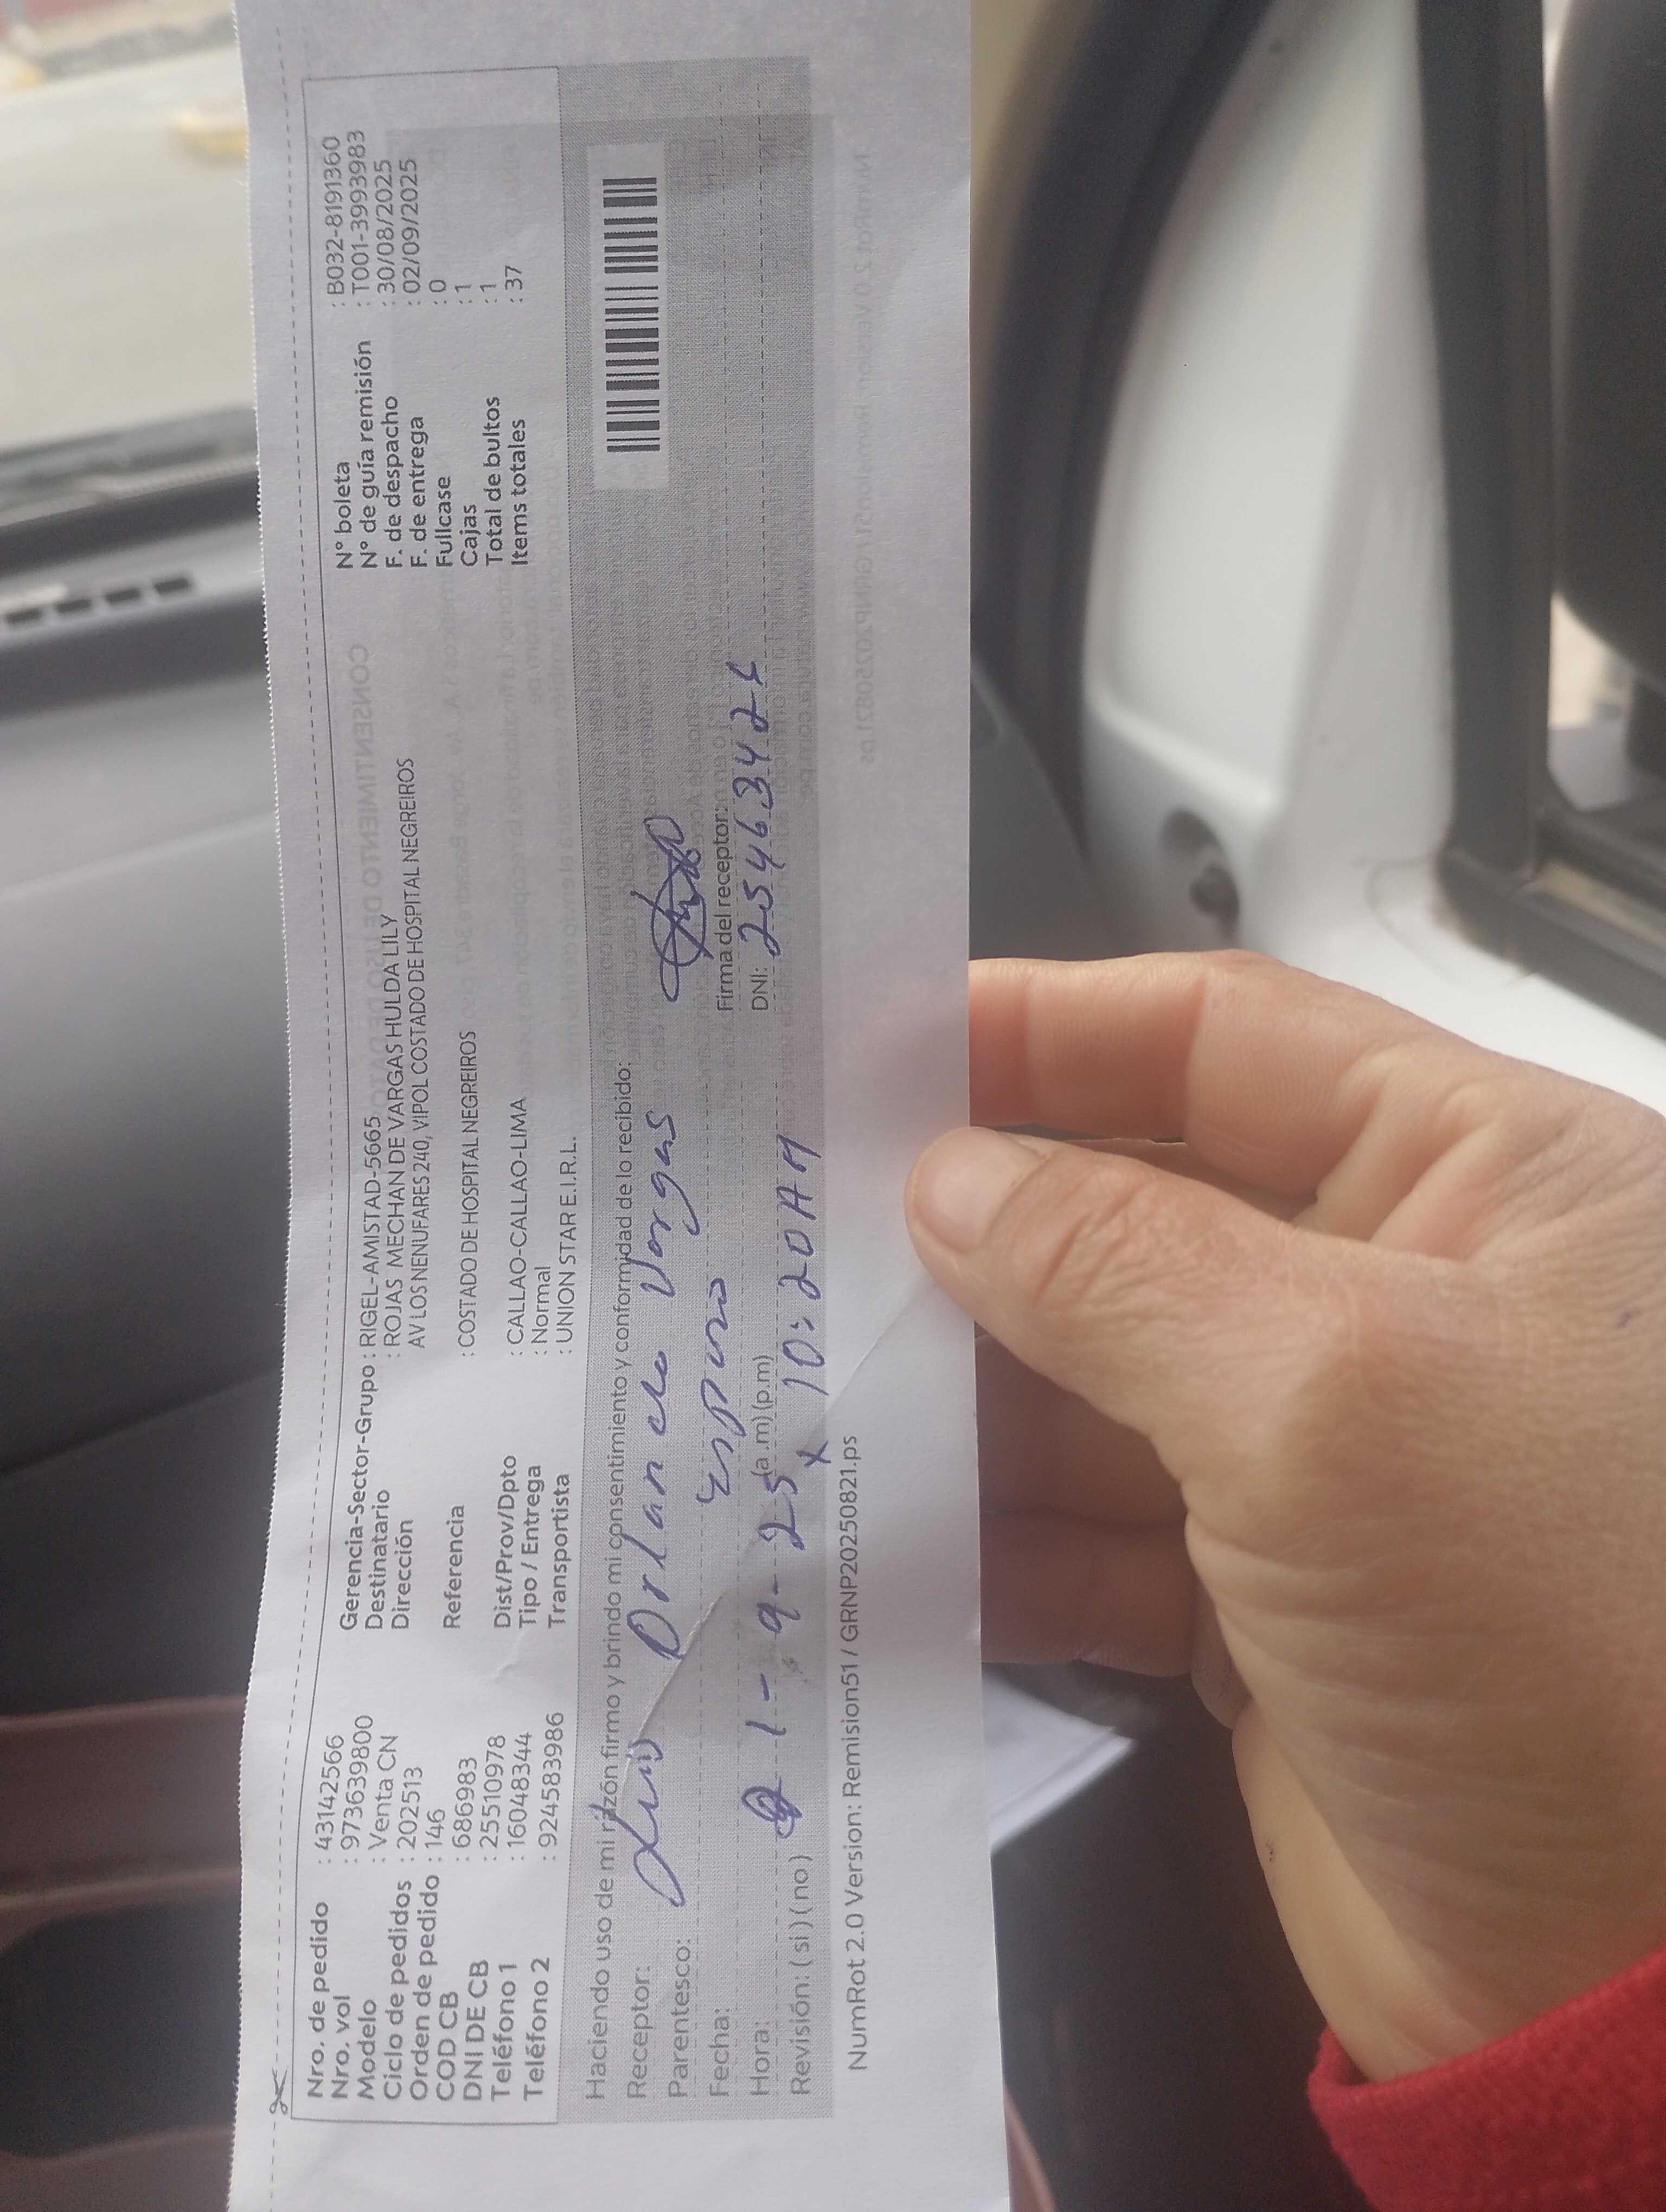 Nro. de pedido : 43142566
Nro. vol : 973639800
Modelo : Venta CN
Ciclo de pedidos : 202513
Orden de pedido : 146
COD CB : 686983
DNI DE CB : 25510978
Teléfono 1 : 16048344
Teléfono 2 : 924583986
Gerencia-Sector-Grupo : RIGEL-AMISTAD-5665
Destinatario : ROJAS MECHAN DE VARGAS HULDA LILY
Dirección AV LOS NENUFARES 240, VIPOL COSTADO DE HOSPITAL NEGREIROS
Referencia : COSTADO DE HOSPITAL NEGREIROS
Dist/Prov/Dpto : CALLAO-CALLAO-LIMA
Tipo / Entrega : Normal
Transportista : UNION STAR E.I.R.L.
N° boleta : B032-8191360
N° de guía remisión : T001-3993983
F. de despacho : 30/08/2025
F. de entrega : 02/09/2025
Fullcase : 0
Cajas : 1
Total de bultos : 1
Items totales : 37
Haciendo uso de mi razón firmo y brindo mi consentimiento y conformidad de lo recibido:
Receptor: Luis Orlando Vargas
Parentesco: Esposo
Fecha: 1-9-25
Hora: (a.m) (p.m) 10:20AM
Revisión: ( si ) ( no )
Firma del receptor:
DNI: 2546342
NumRot 2.0 Version: Remision51 / GRNP20250821.ps